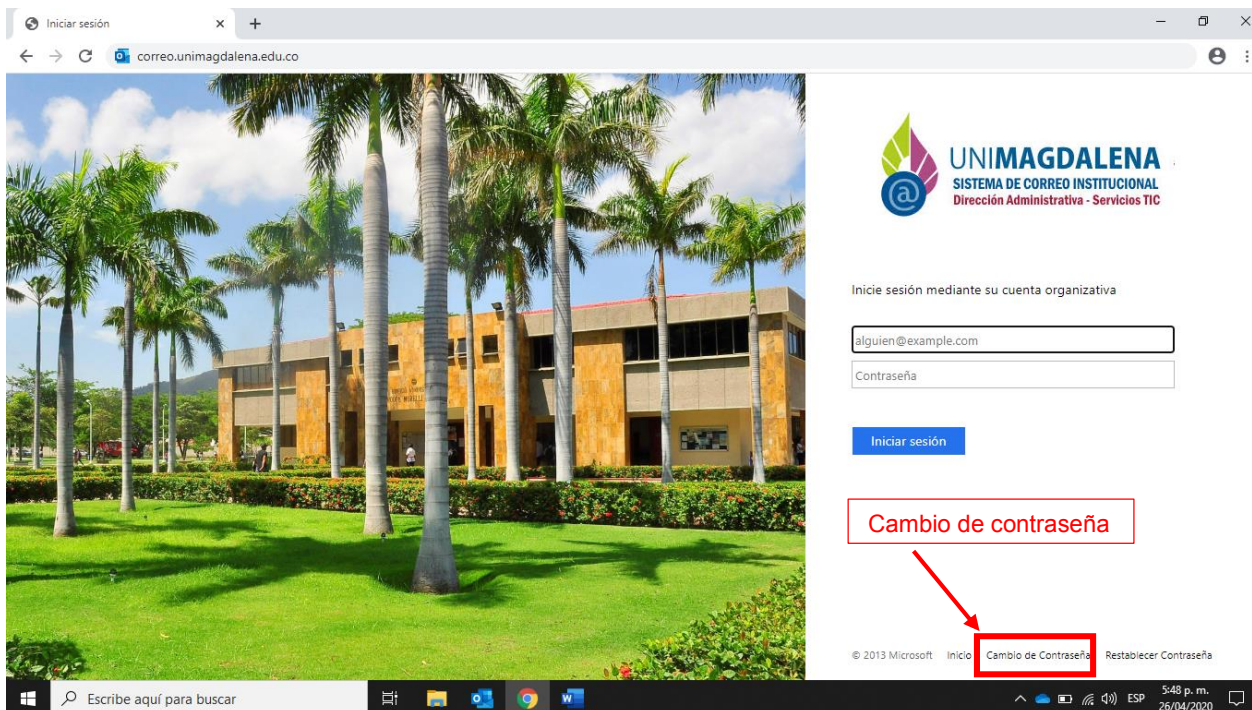 Iniciar sesión
correo.unimagdalena.edu.co
UNIMAGDALENA
SISTEMA DE CORREO INSTITUCIONAL
Dirección Administrativa - Servicios TIC
Inicie sesión mediante su cuenta organizativa
alguien@example.com
Contraseña
Iniciar sesión
Cambio de contraseña
© 2013 Microsoft Inicio Cambio de Contraseña Restablecer Contraseña
Escribe aquí para buscar
ESP
5:48 p. m.
26/04/2020